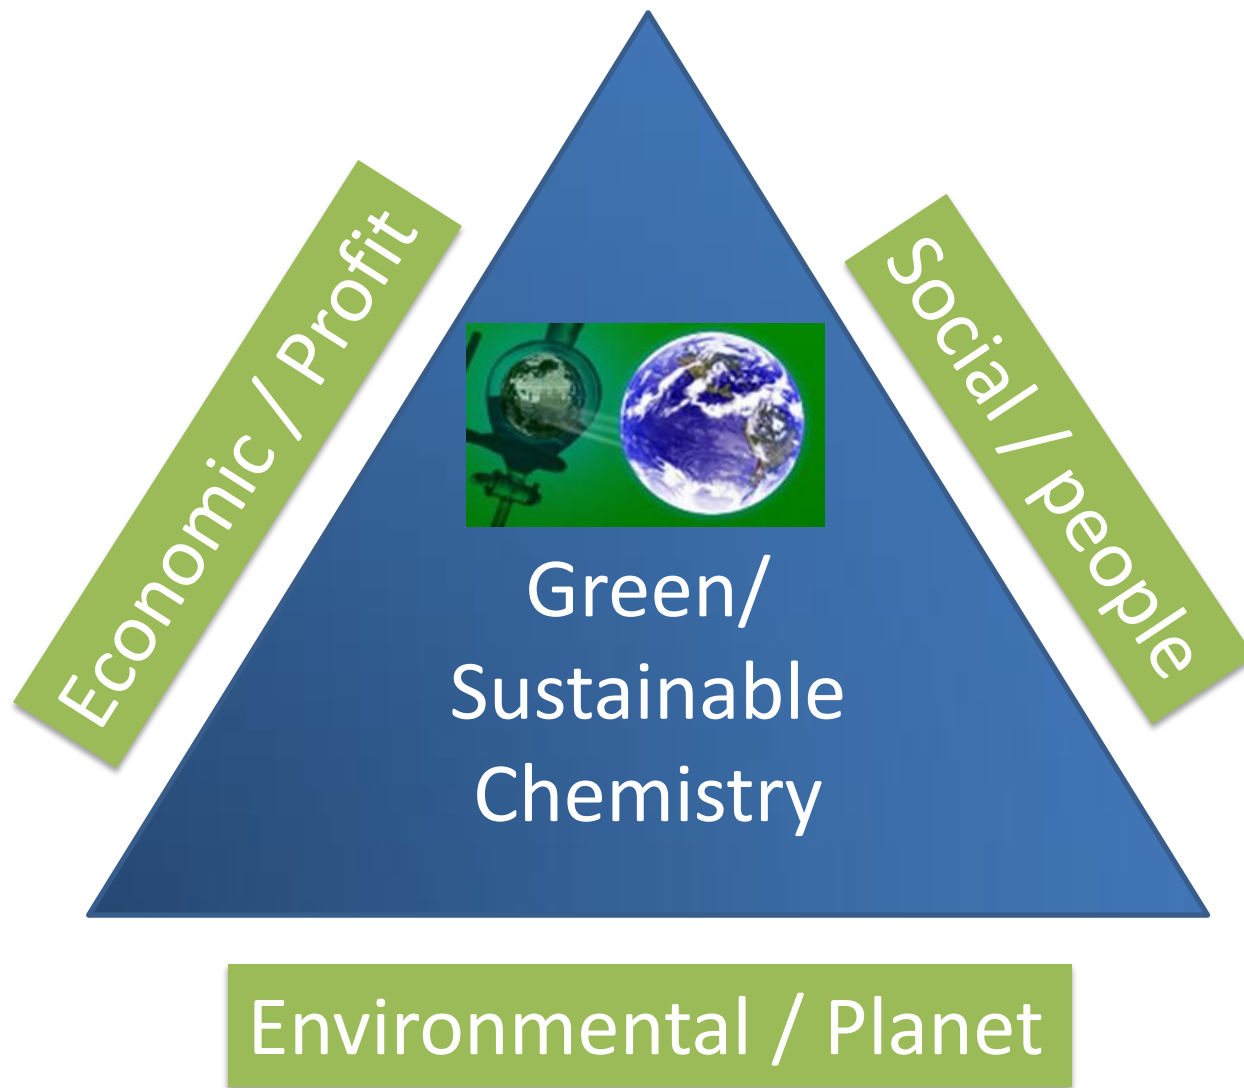 Economic / Profit
Social / people
Green/
Sustainable
Chemistry
Environmental / Planet